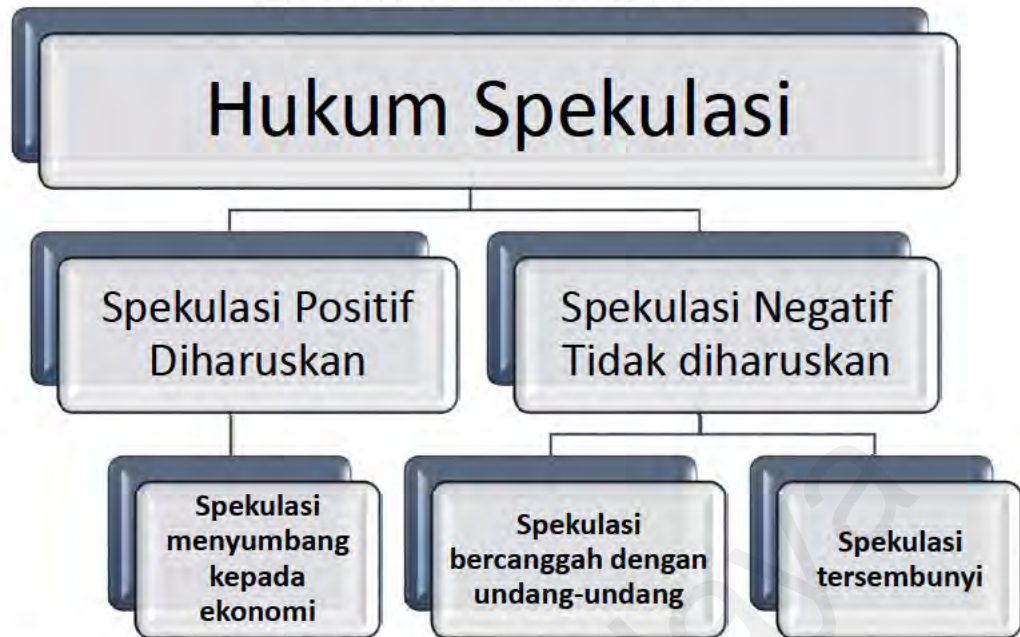 Hukum Spekulasi
Spekulasi Positif
Diharuskan
Spekulasi Negatif
Tidak diharuskan
Spekulasi
menyumbang
kepada
ekonomi
Spekulasi
bercanggah dengan
undang-undang
Spekulasi
tersembunyi